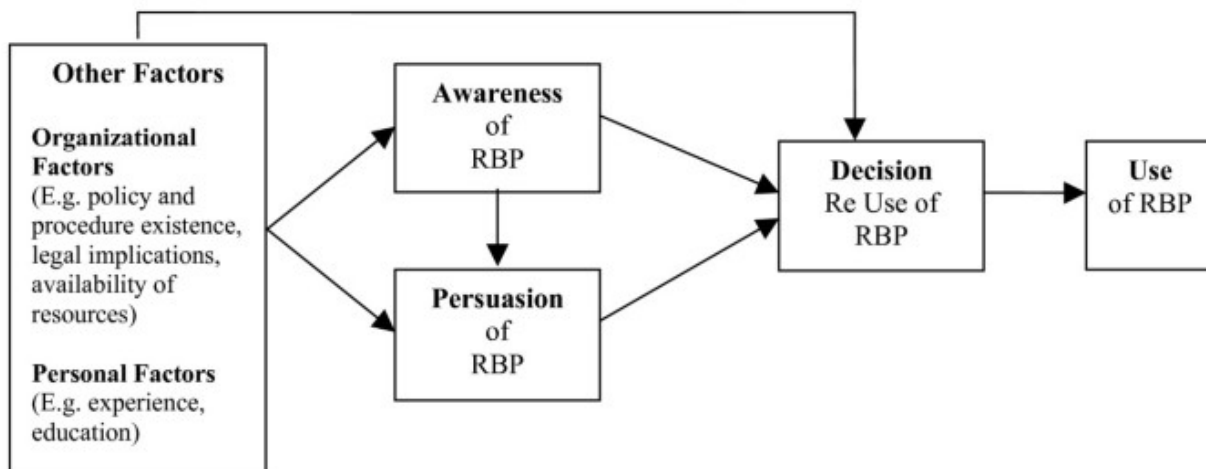 Other Factors
Organizational
Factors
(E.g. policy and
procedure existence,
legal implications,
availability of
resources)
Personal Factors
(E.g. experience,
education)
Awareness
of
RBP
Persuasion
of
RBP
Decision
Re Use of
RBP
Use
of RBP